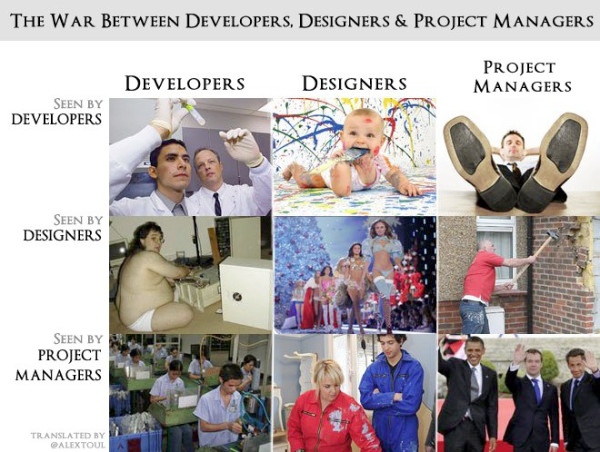 The War Between Developers, Designers & Project Managers
Developers
Designers
Project
Managers
Seen by
Developers
Seen by
Designers
Seen by
Project
Managers
Translated by
@alextoul